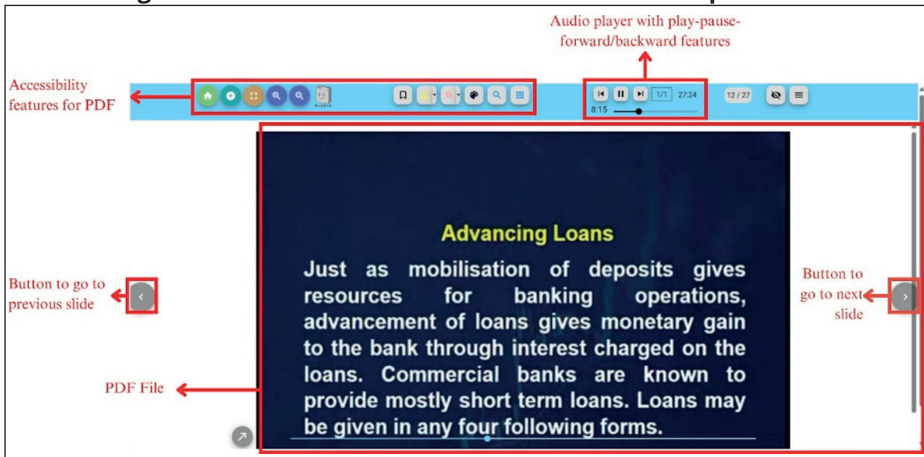 Audio player with play-pause-
forward/backward features
Accessibility
features for PDF
1/1 27:24
12 / 27
8:15
Advancing Loans
Just as mobilisation of deposits gives
resources for banking operations,
advancement of loans gives monetary gain
to the bank through interest charged on the
loans. Commercial banks are known to
provide mostly short term loans. Loans may
be given in any four following forms.
Button to go to
previous slide
Button to
go to next
slide
PDF File